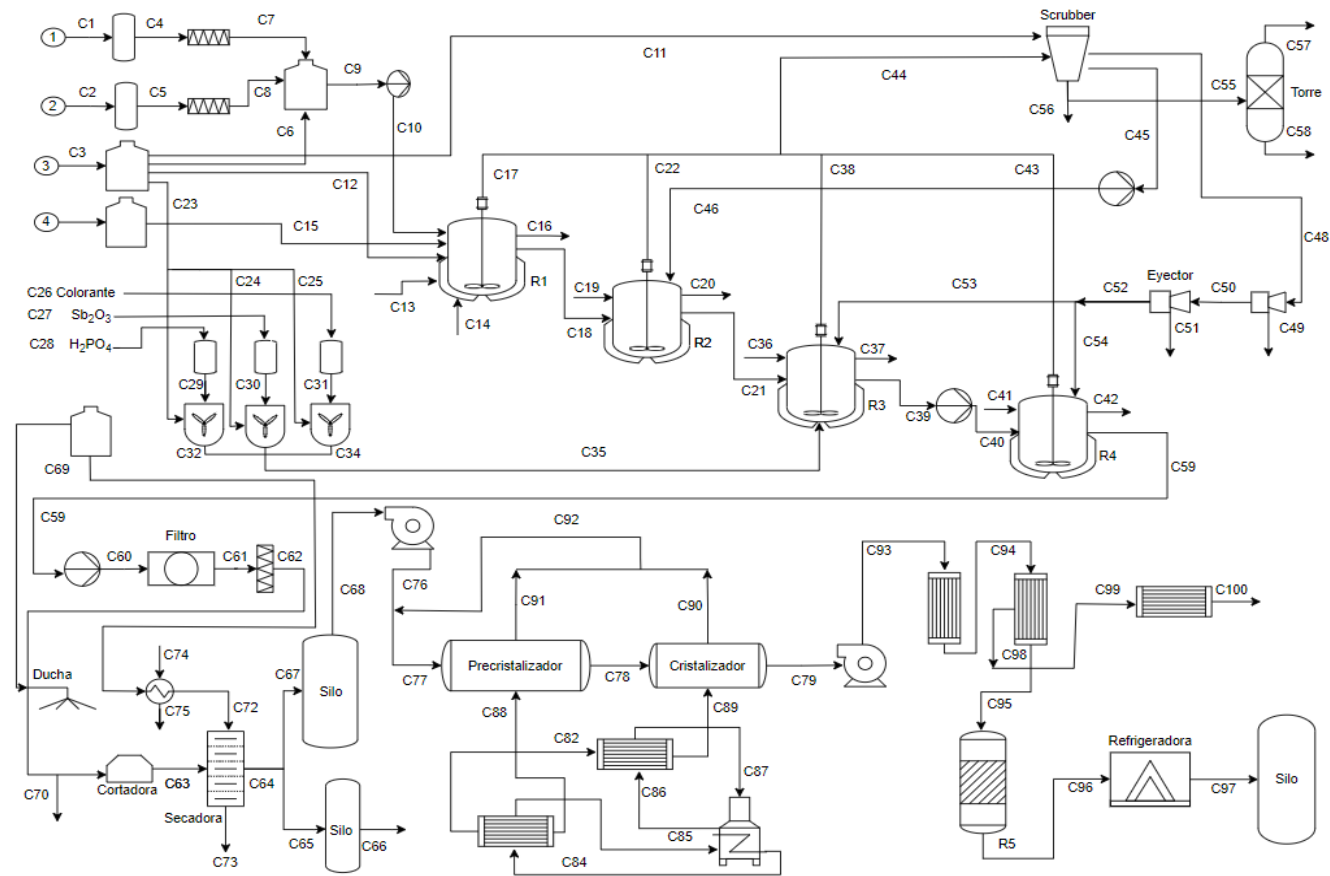 Scrubber
C1
C4
C7
1
C11
C57
C9
C44
C2
C5
C8
2
C55
Torre
C6
C56
C10
C45
C58
C3
3
C12
C17
C22
C38
C43
C23
4
C15
C16
C46
C48
C24
C25
R1
C19
C20
C53
C52
Eyector
C50
C26 Colorante
C13
C14
C18
C51
C49
C27
Sb2O3
C54
C28
H2PO4
R2
C36
C37
C29
C30
C31
C21
R3
C41
C42
C39
C40
C32
C34
C35
R4
C69
C59
C59
Filtro
C92
C93
C94
C60
C61
C62
C68
C76
C99
C100
C91
C90
C98
Ducha
C74
C67
Silo
Precristalizador
Cristalizador
C77
C78
C79
C75
C72
C88
C89
C95
C82
Refrigeradora
Silo
C87
C70
Cortadora
C63
C64
C86
C96
C97
Secadora
Silo
C85
C73
C65
C66
C84
R5